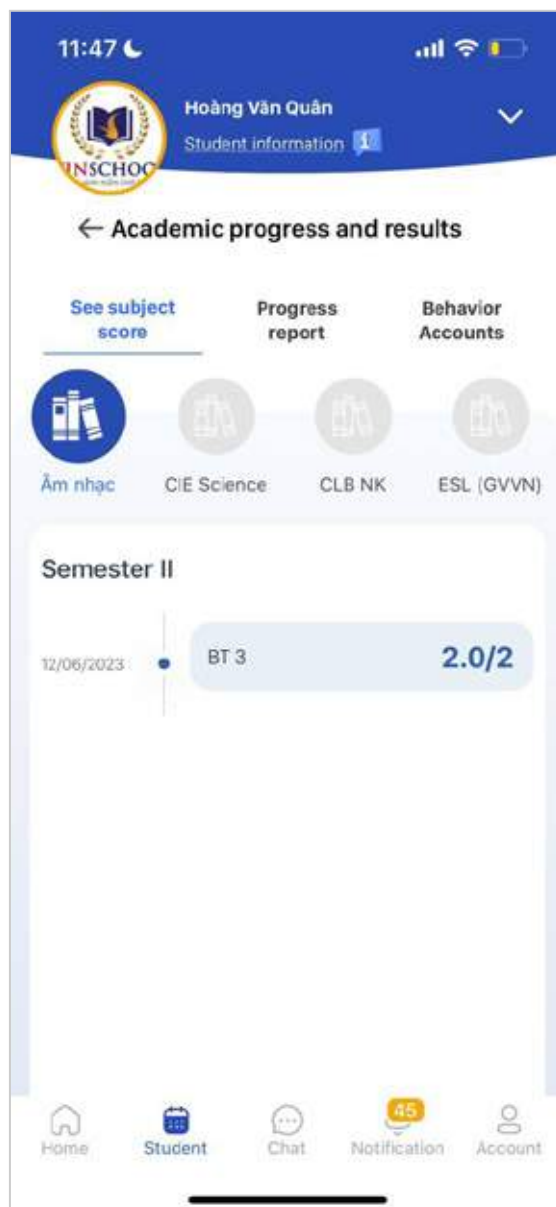 11:47
Hoàng Văn Quân
Student information
INSCHOO
← Academic progress and results
See subject score
Progress report
Behavior Accounts
Âm nhạc
CIE Science
CLB NK
ESL (GVVN)
Semester II
12/06/2023
BT 3
2.0/2
45
Home
Student
Chat
Notification
Account